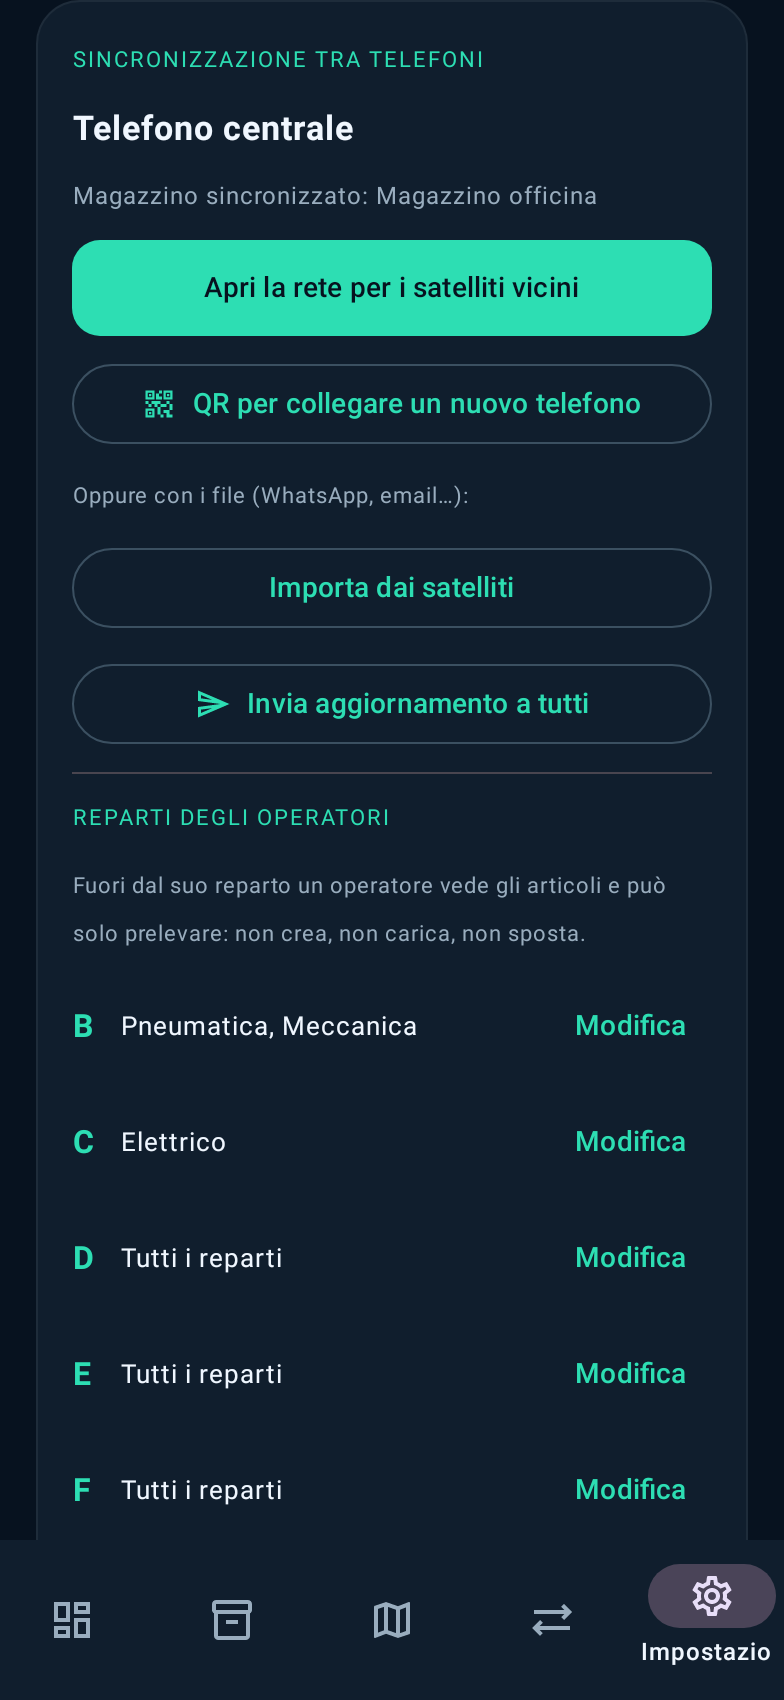 SINCRONIZZAZIONE TRA TELEFONI
Telefono centrale
Magazzino sincronizzato: Magazzino officina
Apri la rete per i satelliti vicini
QR per collegare un nuovo telefono
Oppure con i file (WhatsApp, email…):
Importa dai satelliti
Invia aggiornamento a tutti
REPARTI DEGLI OPERATORI
Fuori dal suo reparto un operatore vede gli articoli e può
solo prelevare: non crea, non carica, non sposta.
B Pneumatica, Meccanica Modifica
C Elettrico Modifica
D Tutti i reparti Modifica
E Tutti i reparti Modifica
F Tutti i reparti Modifica
Impostazio